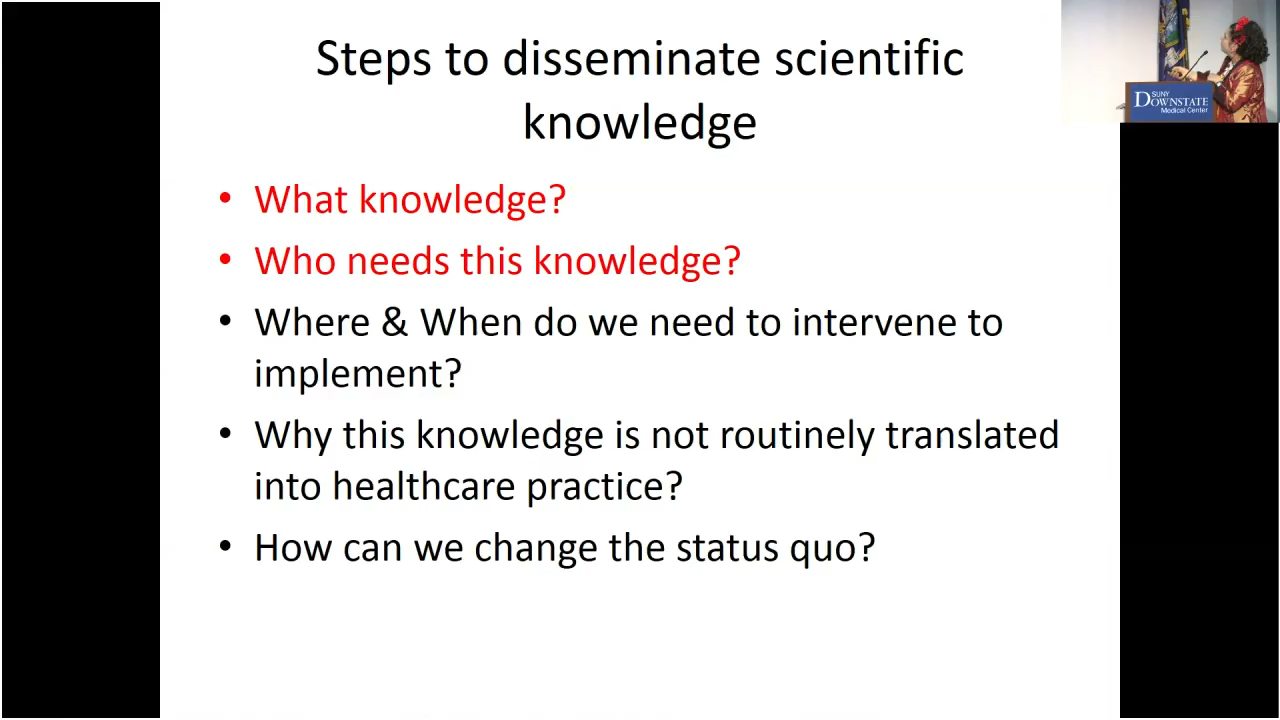 Steps to disseminate scientific
knowledge
• What knowledge?
• Who needs this knowledge?
• Where & When do we need to intervene to
implement?
• Why this knowledge is not routinely translated
into healthcare practice?
• How can we change the status quo?
SUNY
DOWNSTATE
Medical Center